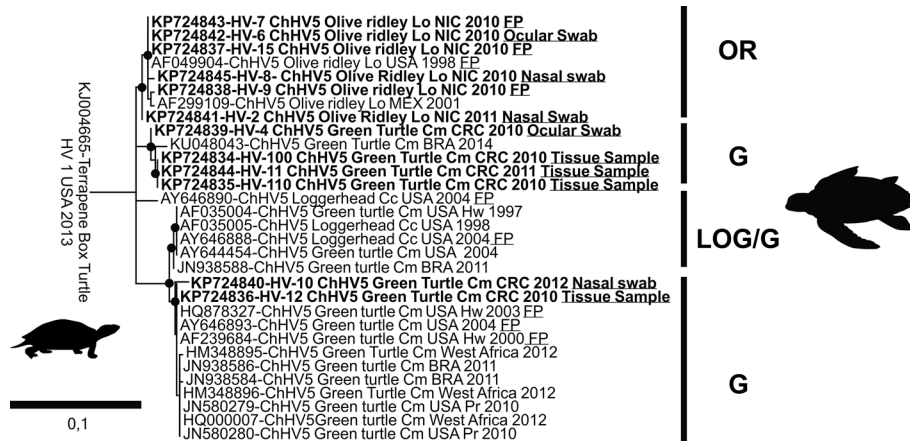 KP724843-HV-7 ChHV5 Olive ridley Lo NIC 2010 FP
KP724842-HV-6 ChHV5 Olive ridley Lo NIC 2010 Ocular Swab
KP724837-HV-15 ChHV5 Olive ridley Lo NIC 2010 FP
AF049904-ChHV5 Olive ridley Lo USA 1998 FP
KP724845-HV-8- ChHV5 Olive Ridley Lo NIC 2010 Nasal swab
KP724838-HV-9 ChHV5 Olive ridley Lo NIC 2010 FP
AF299109-ChHV5 Olive ridley Lo MEX 2001
KP724841-HV-2 ChHV5 Olive Ridley Lo NIC 2011 Nasal swab
OR
KP724839-HV-4 ChHV5 Green Turtle Cm CRC 2010 Ocular Swab
KU048043-ChHV5 Green Turtle Cm BRA 2014
KP724834-HV-100 ChHV5 Green Turtle Cm CRC 2010 Tissue Sample
KP724844-HV-11 ChHV5 Green Turtle Cm CRC 2011 Tissue Sample
KP724835-HV-110 ChHV5 Green Turtle Cm CRC 2010 Tissue Sample
G
KJ004665-Terrapene Box Turtle
HV 1 USA 2013
AY646890-ChHV5 Loggerhead Cc USA 2004 FP
AF035004-ChHV5 Green turtle Cm USA Hw 1997
AF035005-ChHV5 Loggerhead Cc USA 1998
AY646888-ChHV5 Loggerhead Cc USA 2004 FP
AY644454-ChHV5 Green turtle Cm USA 2004
JN938588-ChHV5 Green turtle Cm BRA 2011
LOG/G
KP724840-HV-10 ChHV5 Green Turtle Cm CRC 2012 Nasal swab
KP724836-HV-12 ChHV5 Green Turtle Cm CRC 2010 Tissue Sample
HQ878327-ChHV5 Green turtle Cm USA Hw 2003 FP
AY646893-ChHV5 Green turtle Cm USA 2004 FP
AF239684-ChHV5 Green turtle Cm USA Hw 2000 FP
HM348895-ChHV5 Green Turtle Cm West Africa 2012
JN938586-ChHV5 Green turtle Cm BRA 2011
JN938584-ChHV5 Green turtle Cm BRA 2011
HM348896-ChHV5 Green Turtle Cm West Africa 2012
JN580279-ChHV5 Green turtle Cm USA Pr 2010
HQ000007-ChHV5Green turtle Cm West Africa 2012
JN580280-ChHV5 Green turtle Cm USA Pr 2010
G
0,1